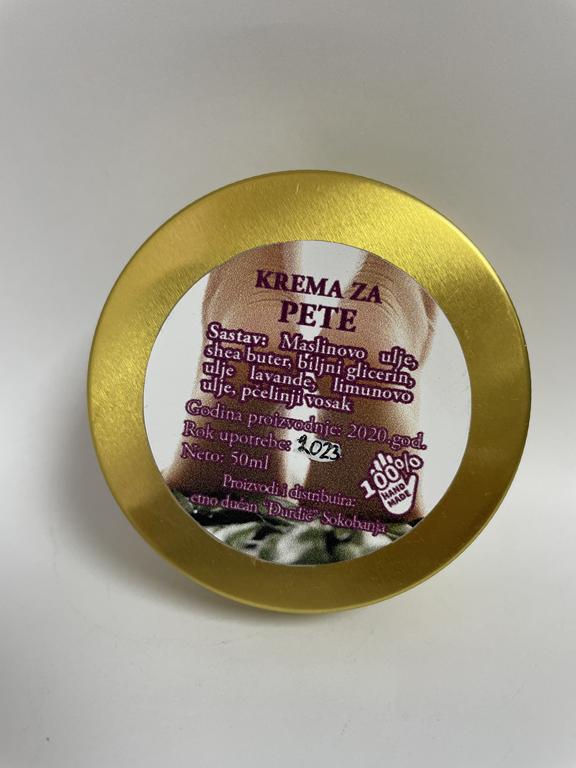 KREMA ZA
PETE
Sastav: Maslinovo ulje,
shea buter, biljni glicerin,
ulje lavande, limunovo
ulje, pčelinji vosak
Godina proizvodnje: 2020.god.
Rok upotrebe: 2023
Neto: 50ml
100%
HAND
MADE
Proizvodi i distribuira:
etno dućan "Đurđić" Sokobanja